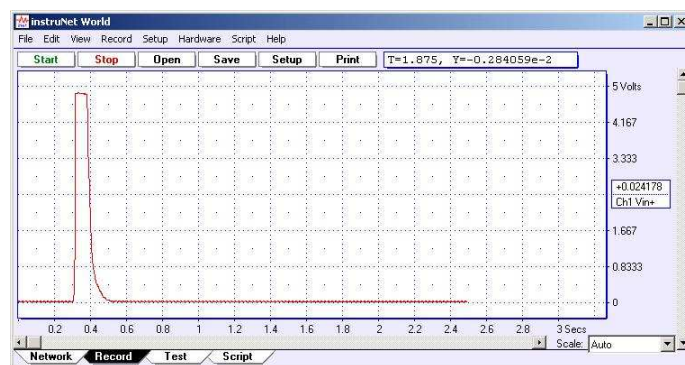 instruNet World
File Edit View Record Setup Hardware Script Help
Start Stop Open Save Setup Print T=1.875, Y=-0.284059e-2
5 Volts
4.167
3.333
+0.024178
Ch1 Vin+
1.667
0.8333
0
0.2 0.4 0.6 0.8 1 1.2 1.4 1.6 1.8 2 2.2 2.4 2.6 2.8 3 Secs
Scale: Auto
Network Record Test Script